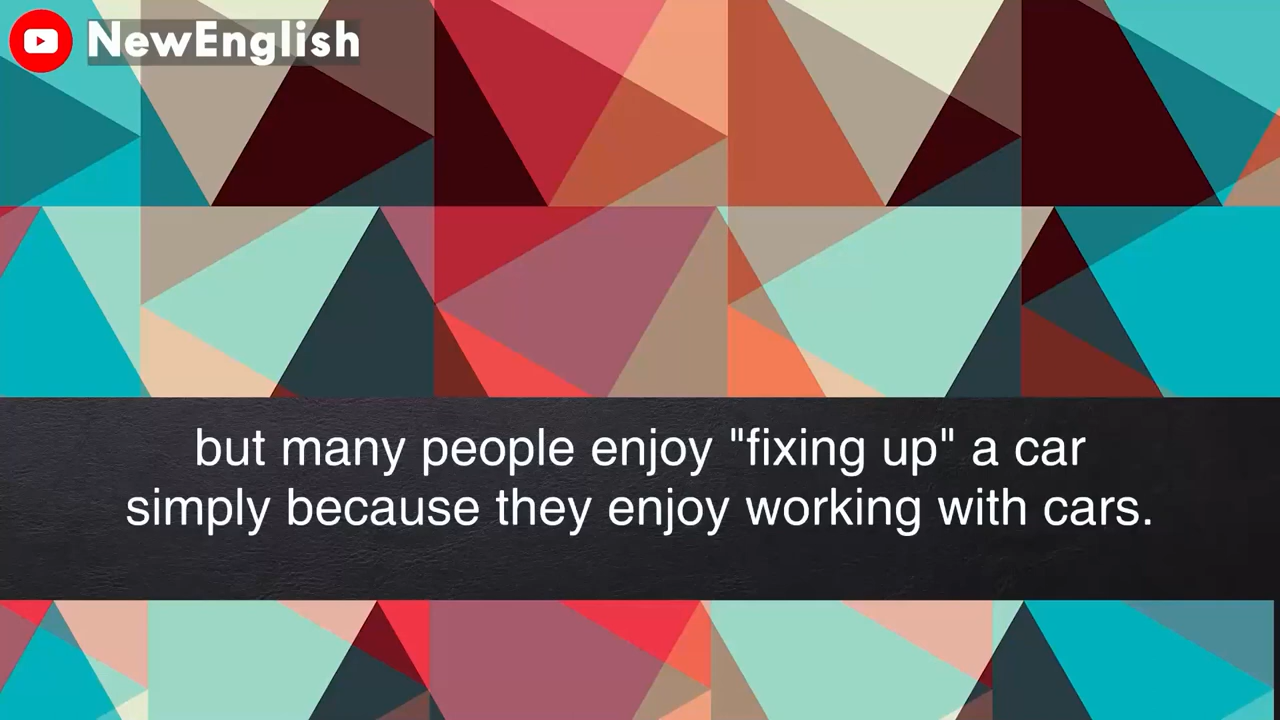 NewEnglish
but many people enjoy "fixing up" a car
simply because they enjoy working with cars.